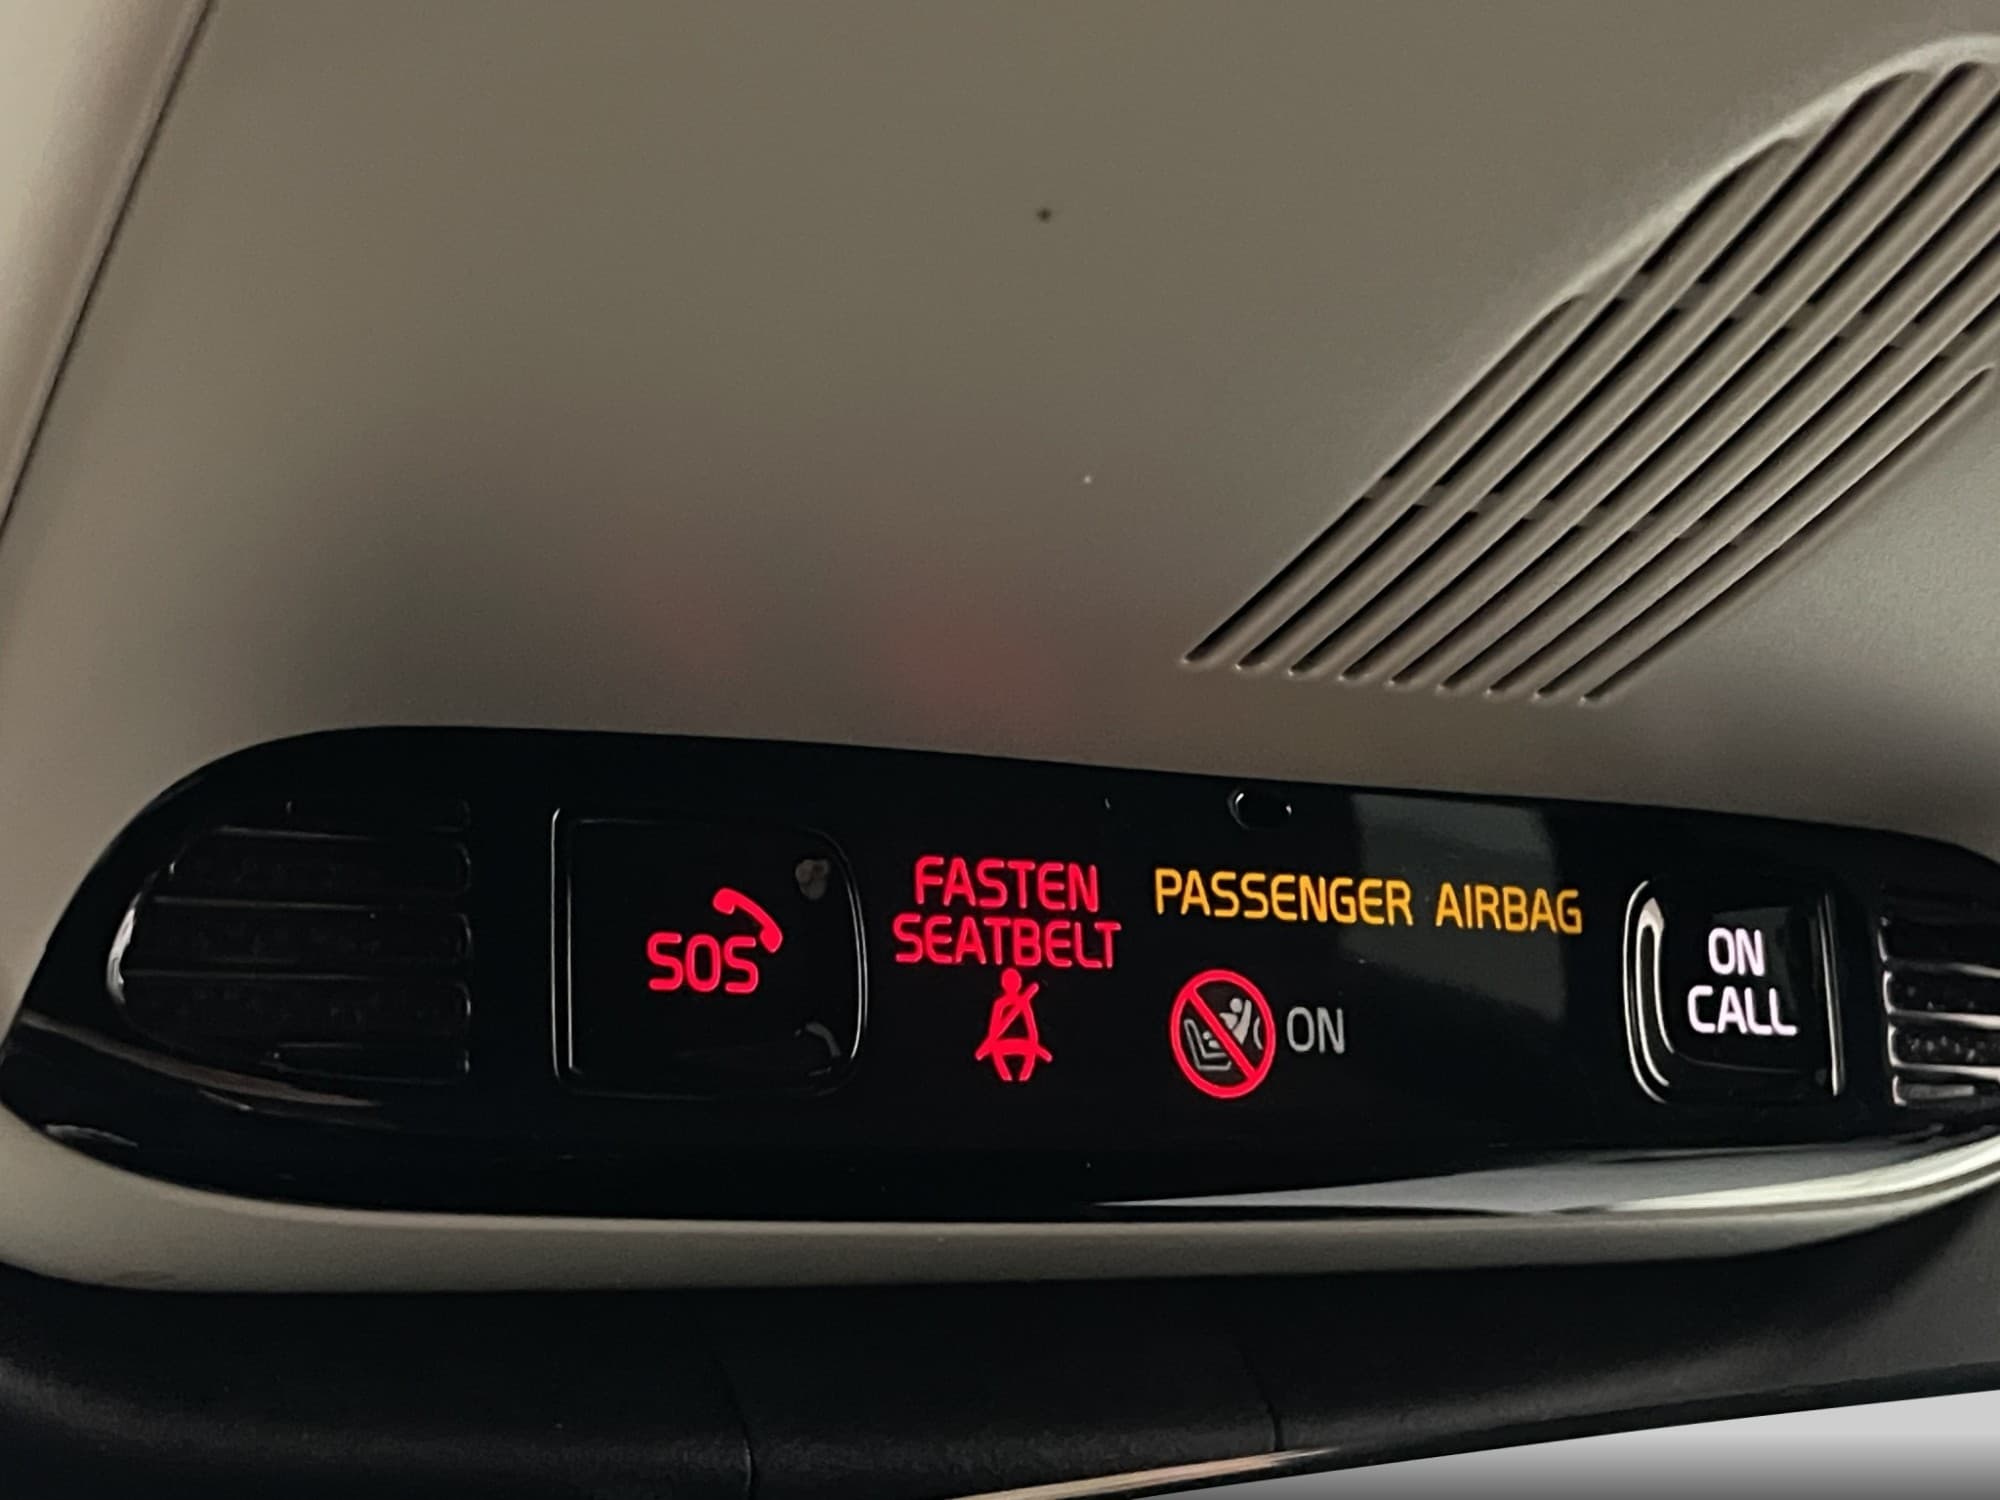 SOS
FASTEN
SEATBELT
PASSENGER AIRBAG
ON
ON
CALL